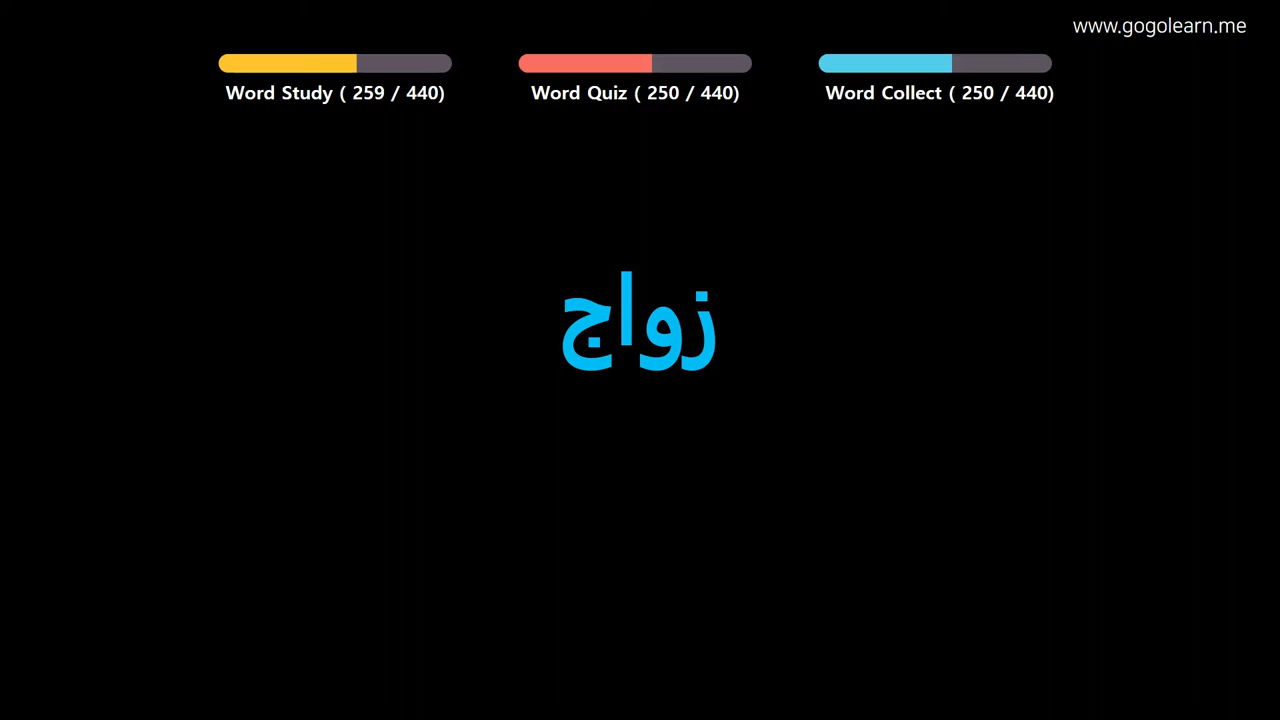 www.gogolearn.me
Word Study ( 259 / 440)
Word Quiz ( 250 / 440)
Word Collect ( 250 / 440)
زواج